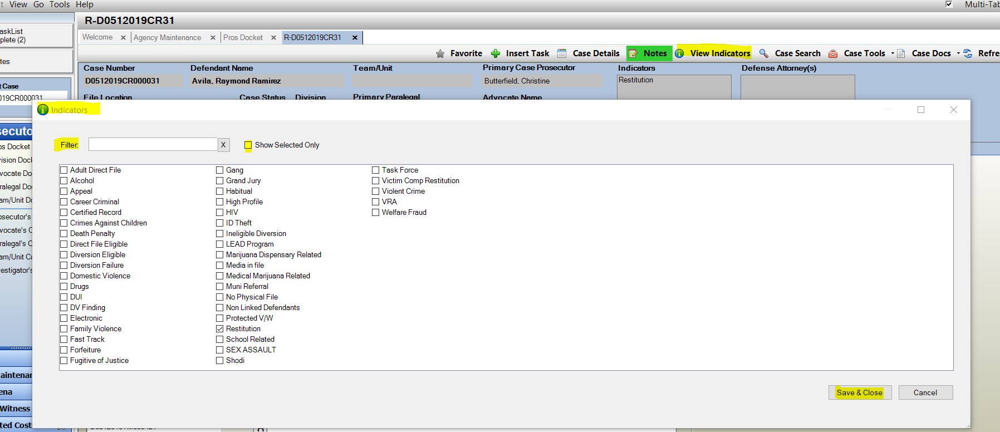 View Go Tools Help Multi-Tab
R-D0512019CR31
askList
plete (2)
Welcome x Agency Maintenance x Pros Docket x R-D0512019CR31 x
Favorite Insert Task Case Details Notes View Indicators Case Search Case Tools Case Docs Refre
tes
Case Number Defendant Name Team/Unit Primary Case Prosecutor Indicators Defense Attorney(s)
D0512019CR000031 Avila, Raymond Ramirez Butterfield, Christine Restitution
t Case
019CR000031
File Location Case Status Division Primary Paralegal Advocate Name
Indicators
secuto
Filter: X Show Selected Only
os Docket
vision Dock
vocate Do
ralegal Do
am/Unit Do
osecutor's
vocate's C
ralegal's C
am/Unit Ca
vestigator's
Adult Direct File Gang Task Force
Alcohol Grand Jury Victim Comp Restitution
Appeal Habitual Violent Crime
Career Criminal High Profile VRA
Certified Record HIV Welfare Fraud
Crimes Against Children ID Theft
Death Penalty Ineligible Diversion
Direct File Eligible LEAD Program
Diversion Eligible Marijuana Dispensary Related
Diversion Failure Media in file
Domestic Violence Medical Marijuana Related
Drugs Muni Referral
DUI No Physical File
DV Finding Non Linked Defendants
Electronic Protected V/W
Family Violence Restitution
Fast Track School Related
Forfeiture SEX ASSAULT
Fugitive of Justice Shodi
aintenan
ena
Witness
ted Cost
Save & Close Cancel